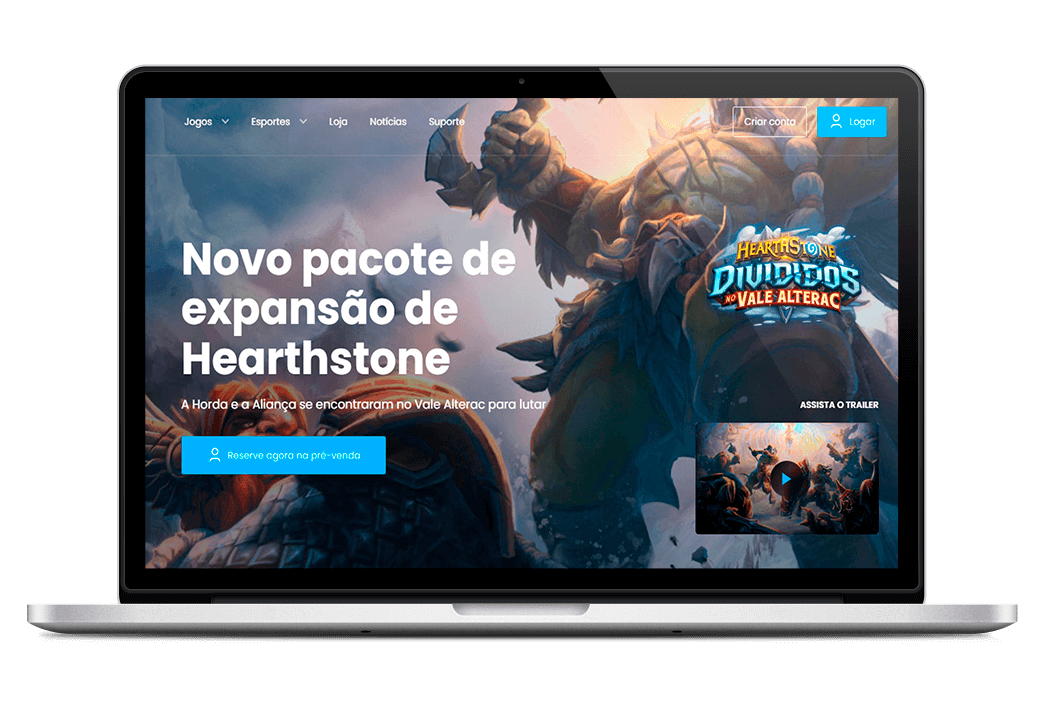 Jogos
Esportes
Loja
Notícias
Suporte
Criar conta
Logar
Novo pacote de
expansão de
Hearthstone
A Horda e a Aliança se encontraram no Vale Alterac para lutar
Reserve agora na pré-venda
HEARTHSTONE
DIVIDIDOS
NO VALE ALTERAC
ASSISTA O TRAILER